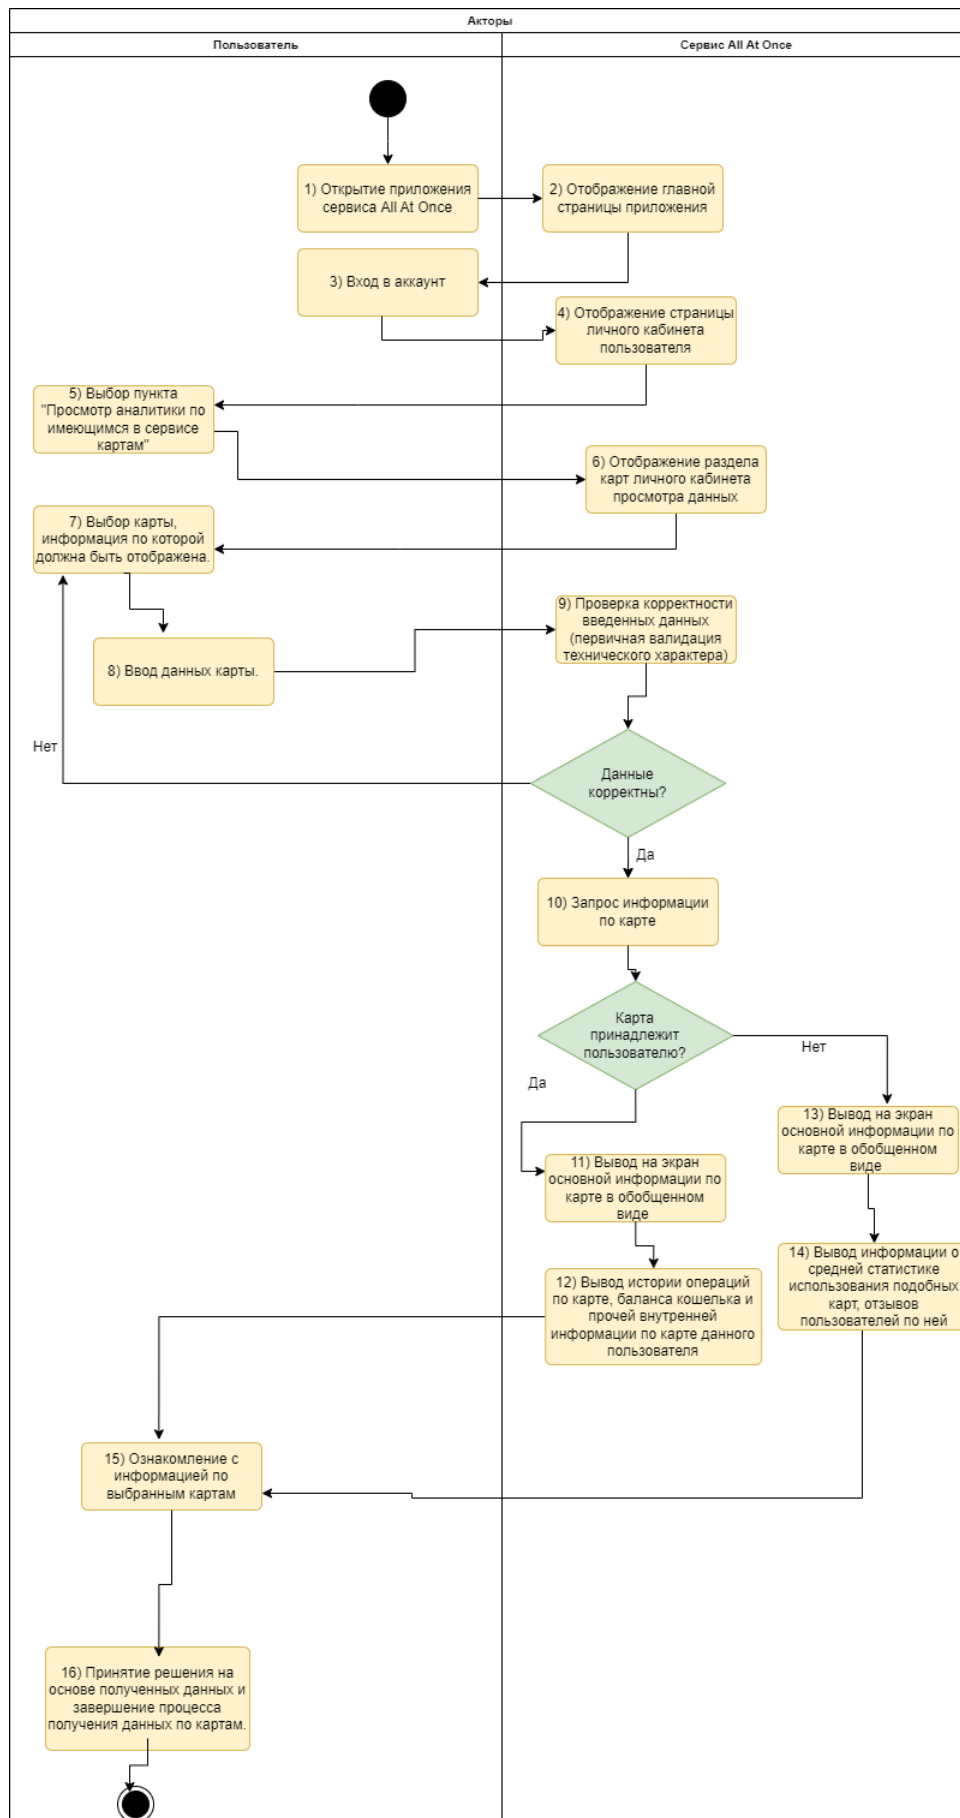 Акторы
Пользователь
Сервис All At Once
1) Открытие приложения
сервиса All At Once
2) Отображение главной
страницы приложения
3) Вход в аккаунт
4) Отображение страницы
личного кабинета
пользователя
5) Выбор пункта
"Просмотр аналитики по
имеющимся в сервисе
картам"
6) Отображение раздела
карт личного кабинета
просмотра данных
7) Выбор карты,
информация по которой
должна быть отображена.
8) Ввод данных карты.
9) Проверка корректности
введенных данных
(первичная валидация
технического характера)
Нет
Данные
корректны?
Да
10) Запрос информации
по карте
Карта
принадлежит
пользователю?
Нет
Да
13) Вывод на экран
основной информации по
карте в обобщенном
виде
11) Вывод на экран
основной информации по
карте в обобщенном
виде
14) Вывод информации о
средней статистике
использования подобных
карт, отзывов
пользователей по ней
12) Вывод истории операций
по карте, баланса кошелька и
прочей внутренней
информации по карте данного
пользователя
15) Ознакомление с
информацией по
выбранным картам
16) Принятие решения на
основе полученных данных и
завершение процесса
получения данных по картам.